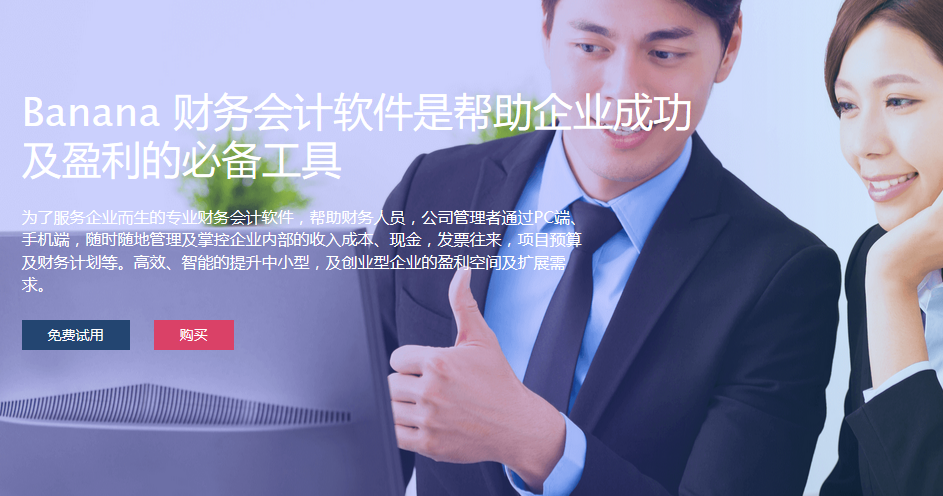 Banana 财务会计软件是帮助企业成功
及盈利的必备工具
为了服务企业而生的专业财务会计软件，帮助财务人员，公司管理者通过PC端、
手机端，随时随地管理及掌控企业内部的收入成本、现金，发票往来，项目预算
及财务计划等。高效、智能的提升中小型，及创业型企业的盈利空间及扩展需
求。
免费试用
购买